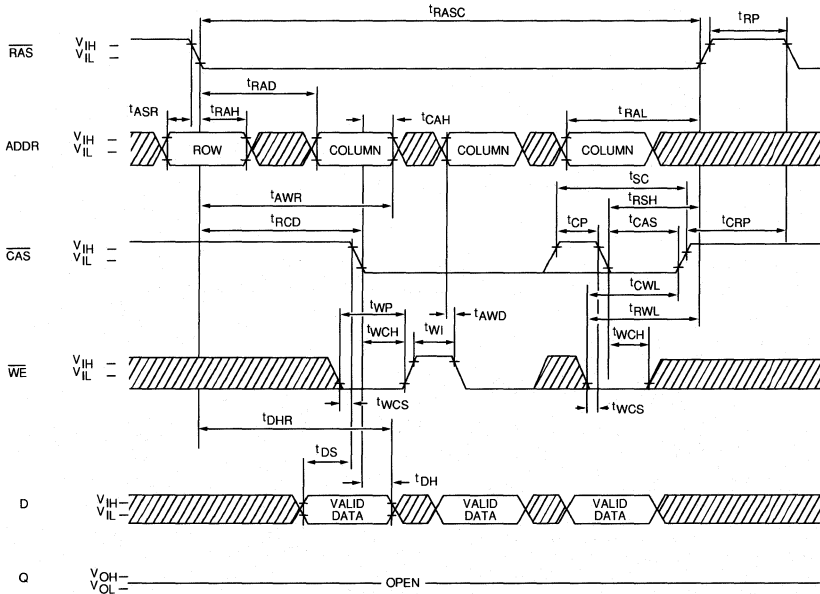 tRASC
tRP
RAS
VIH
VIL
tRAD
tASR
tRAH
tCAH
tRAL
ADDR
VIH
VIL
ROW
COLUMN
COLUMN
COLUMN
tAWR
tSC
tRSH
tRCD
tCP
tCAS
tCRP
CAS
VIH
VIL
tCWL
tWP
tAWD
tRWL
tWCH
tWI
tWCH
WE
VIH
VIL
tWCS
tWCS
tDHR
tDS
tDH
D
VIH
VIL
VALID DATA
VALID DATA
VALID DATA
Q
VOH
VOL
OPEN